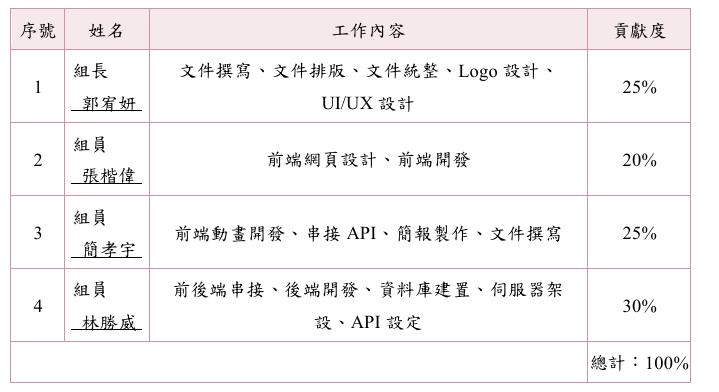 序號 姓名 工作內容 貢獻度
1 組長 郭宥妍 文件撰寫、文件排版、文件統整、Logo 設計、
UI/UX 設計 25%
2 組員 張楷偉 前端網頁設計、前端開發 20%
3 組員 簡孝宇 前端動畫開發、串接 API、簡報製作、文件撰寫 25%
4 組員 林勝威 前後端串接、後端開發、資料庫建置、伺服器架
設、API 設定 30%
總計：100%